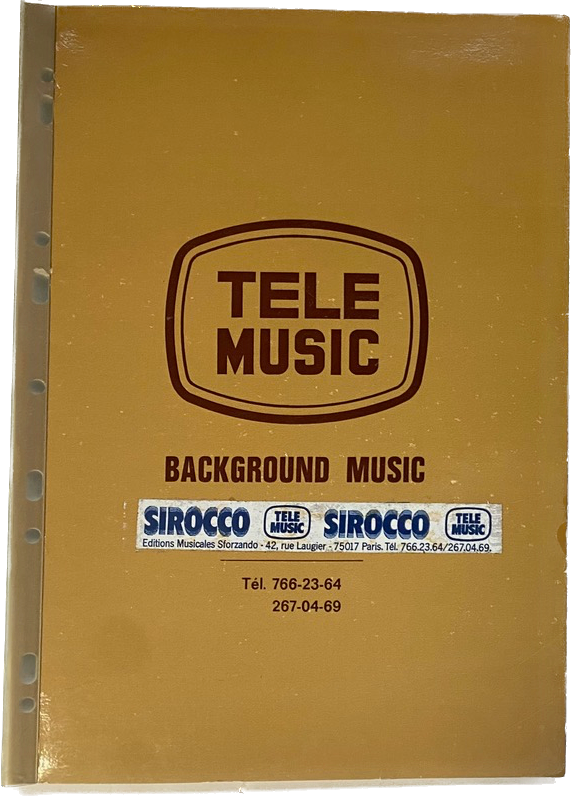 TELE
MUSIC
BACKGROUND MUSIC
SIROCCO TELE MUSIC SIROCCO TELE MUSIC
Editions Musicales Sforzando - 42, rue Laugier - 75017 Paris. Tél. 766.23.64/267.04.69.
Tél. 766-23-64
267-04-69